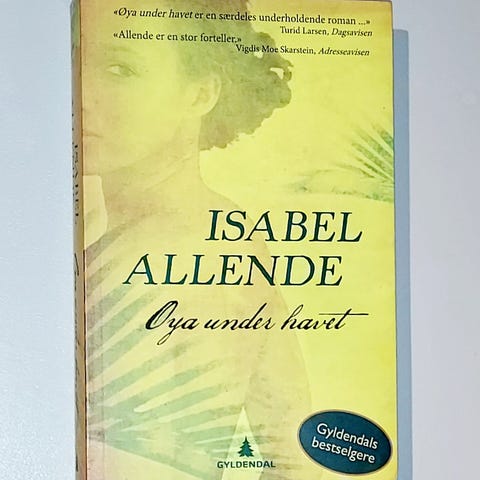 «Øya under havet er en særdeles underholdende roman ...»
Turid Larsen, Dagsavisen
«Allende er en stor forteller.»
Vigdis Moe Skarstein, Adresseavisen
ISABEL
ALLENDE
Øya under havet
Gyldendals
bestselgere
GYLDENDAL